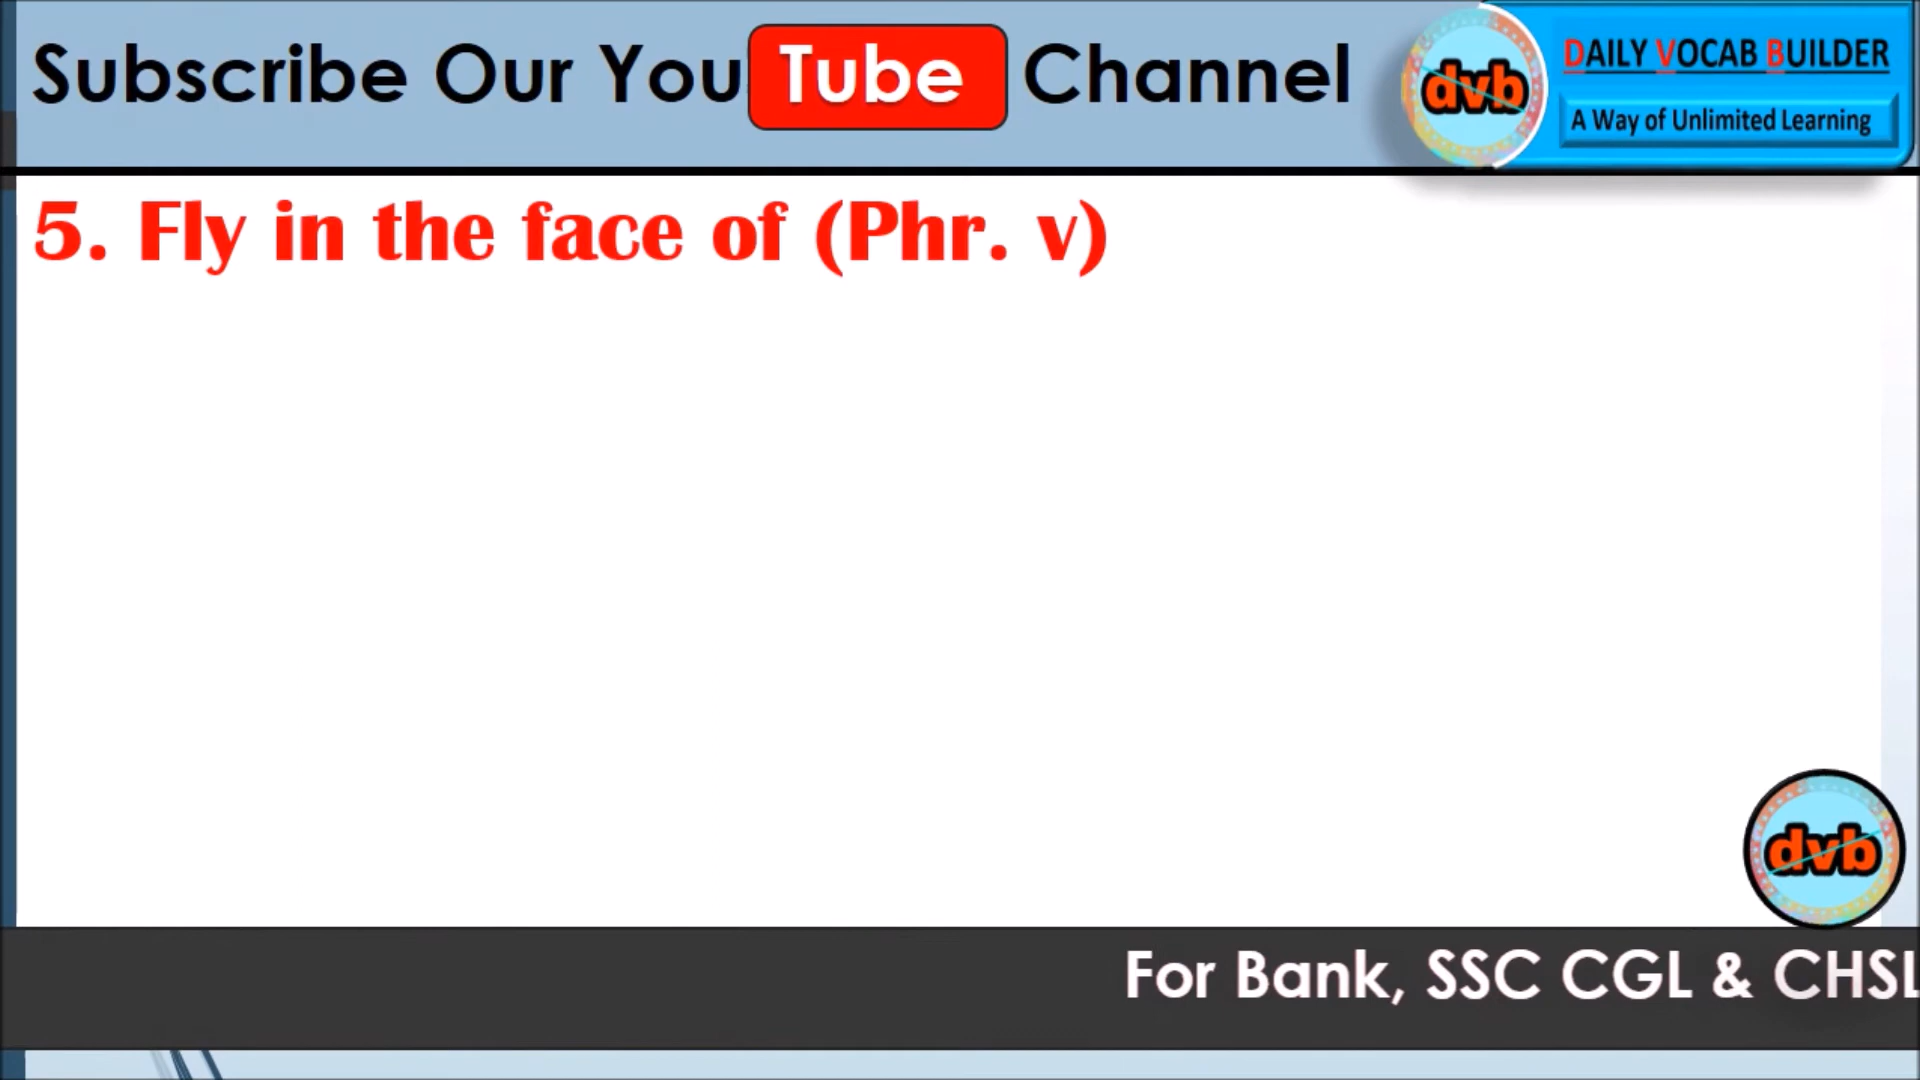 Subscribe Our YouTube Channel
dvb
DAILY VOCAB BUILDER
A Way of Unlimited Learning
5. Fly in the face of (Phr. v)
dvb
For Bank, SSC CGL & CHSL